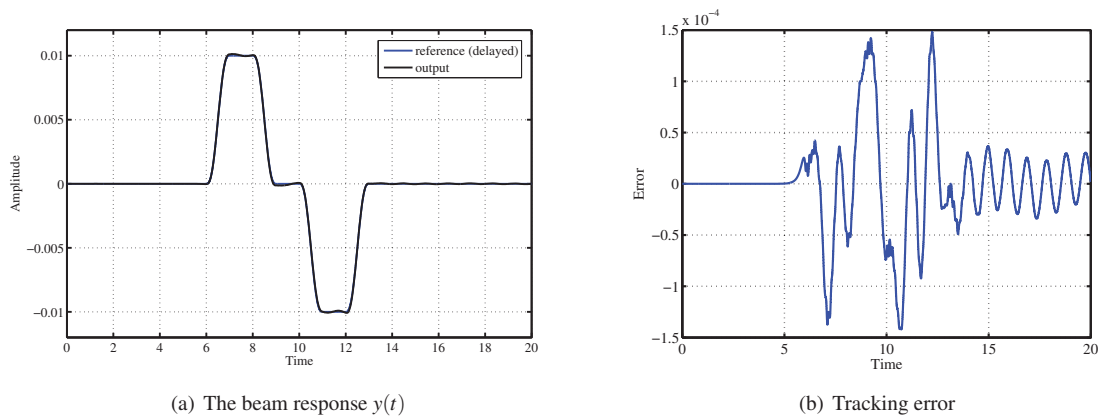 reference (delayed)
output
0.01
0.005
0
−0.005
−0.01
Amplitude
0 2 4 6 8 10 12 14 16 18 20
Time
(a) The beam response y(t)
x 10⁻⁴
1.5
1
0.5
0
−0.5
−1
−1.5
Error
0 5 10 15 20
Time
(b) Tracking error